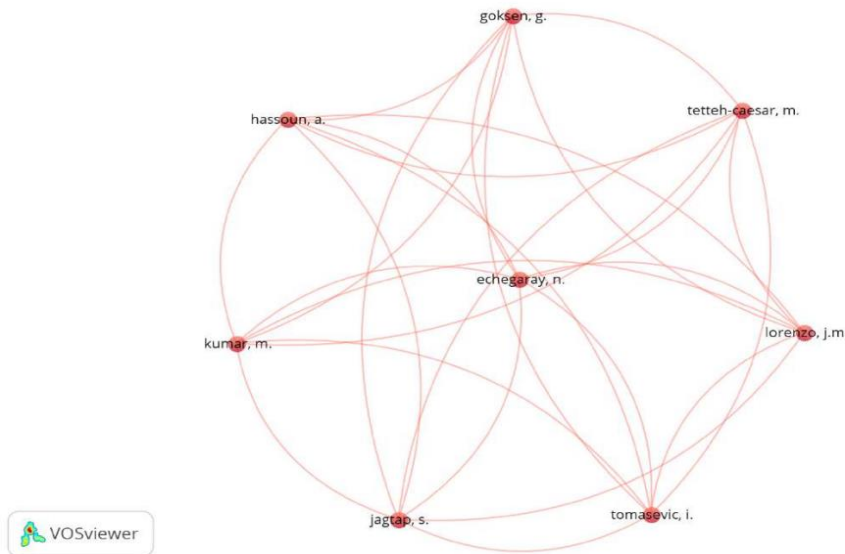 goksen, g.
tetteh-caesar, m.
hassoun, a.
echegaray, n.
lorenzo, j.m
kumar, m.
tomasevic, i.
jagtap, s.
VOSviewer